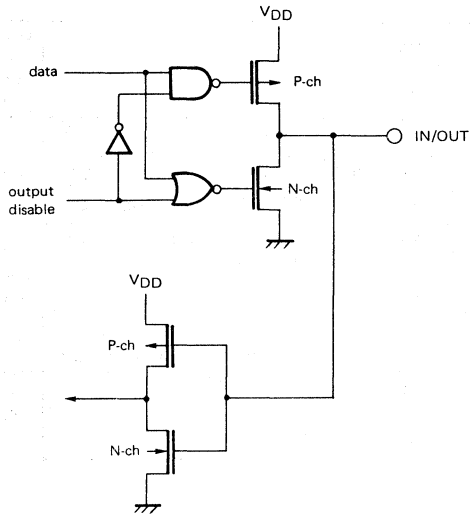 VDD
data
P-ch
IN/OUT
output
disable
N-ch
VDD
P-ch
N-ch